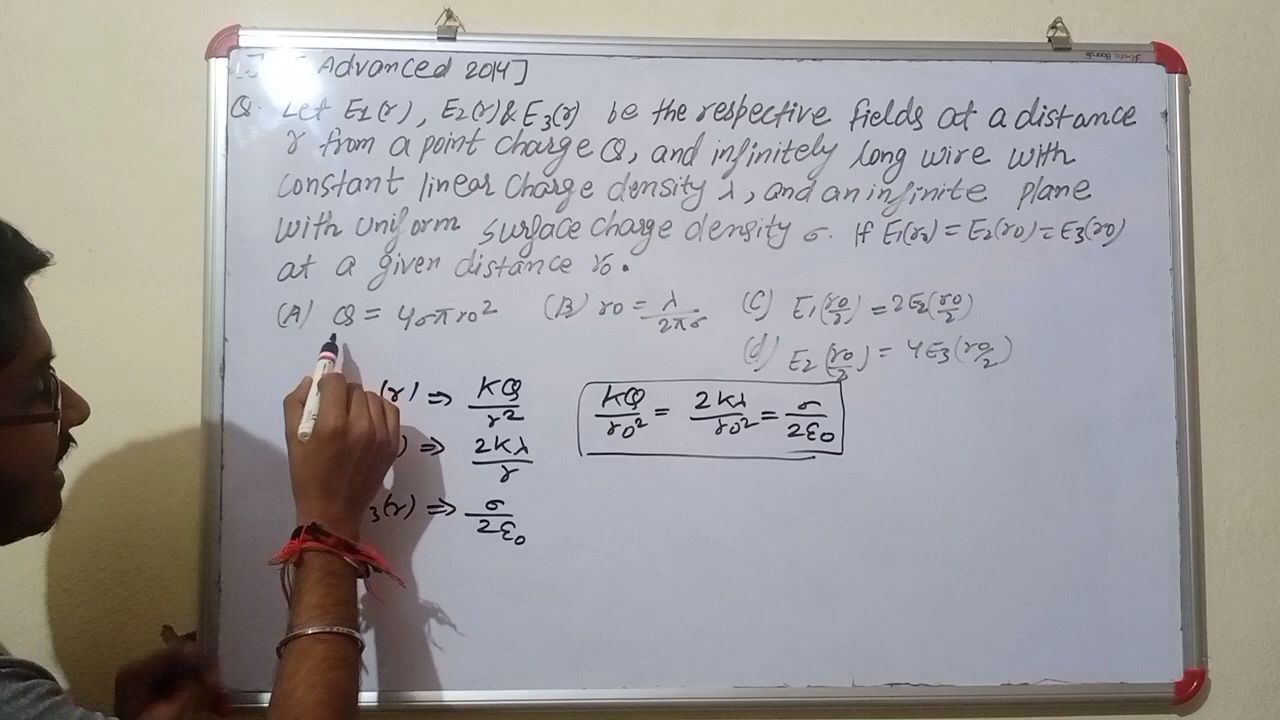 Advanced 2014]
Q. Let E1(r), E2(r) & E3(r) be the respective fields at a distance
r from a point charge Q, and infinitely long wire with
constant linear charge density λ, and an infinite plane
with uniform surface charge density σ. If E1(r0) = E2(r0) = E3(r0)
at a given distance r0.
(A) Q = 4σπr0² (B) r0 = λ/2πσ (C) E1(r0/2) = 2E2(r0/2)
(d) E2(r0/2) = 4E3(r0/2)
(r) ⇒ KQ/r² KQ/r0² = 2Kλ/r0² = σ/2ε0
) ⇒ 2Kλ/r
3(r) ⇒ σ/2ε0